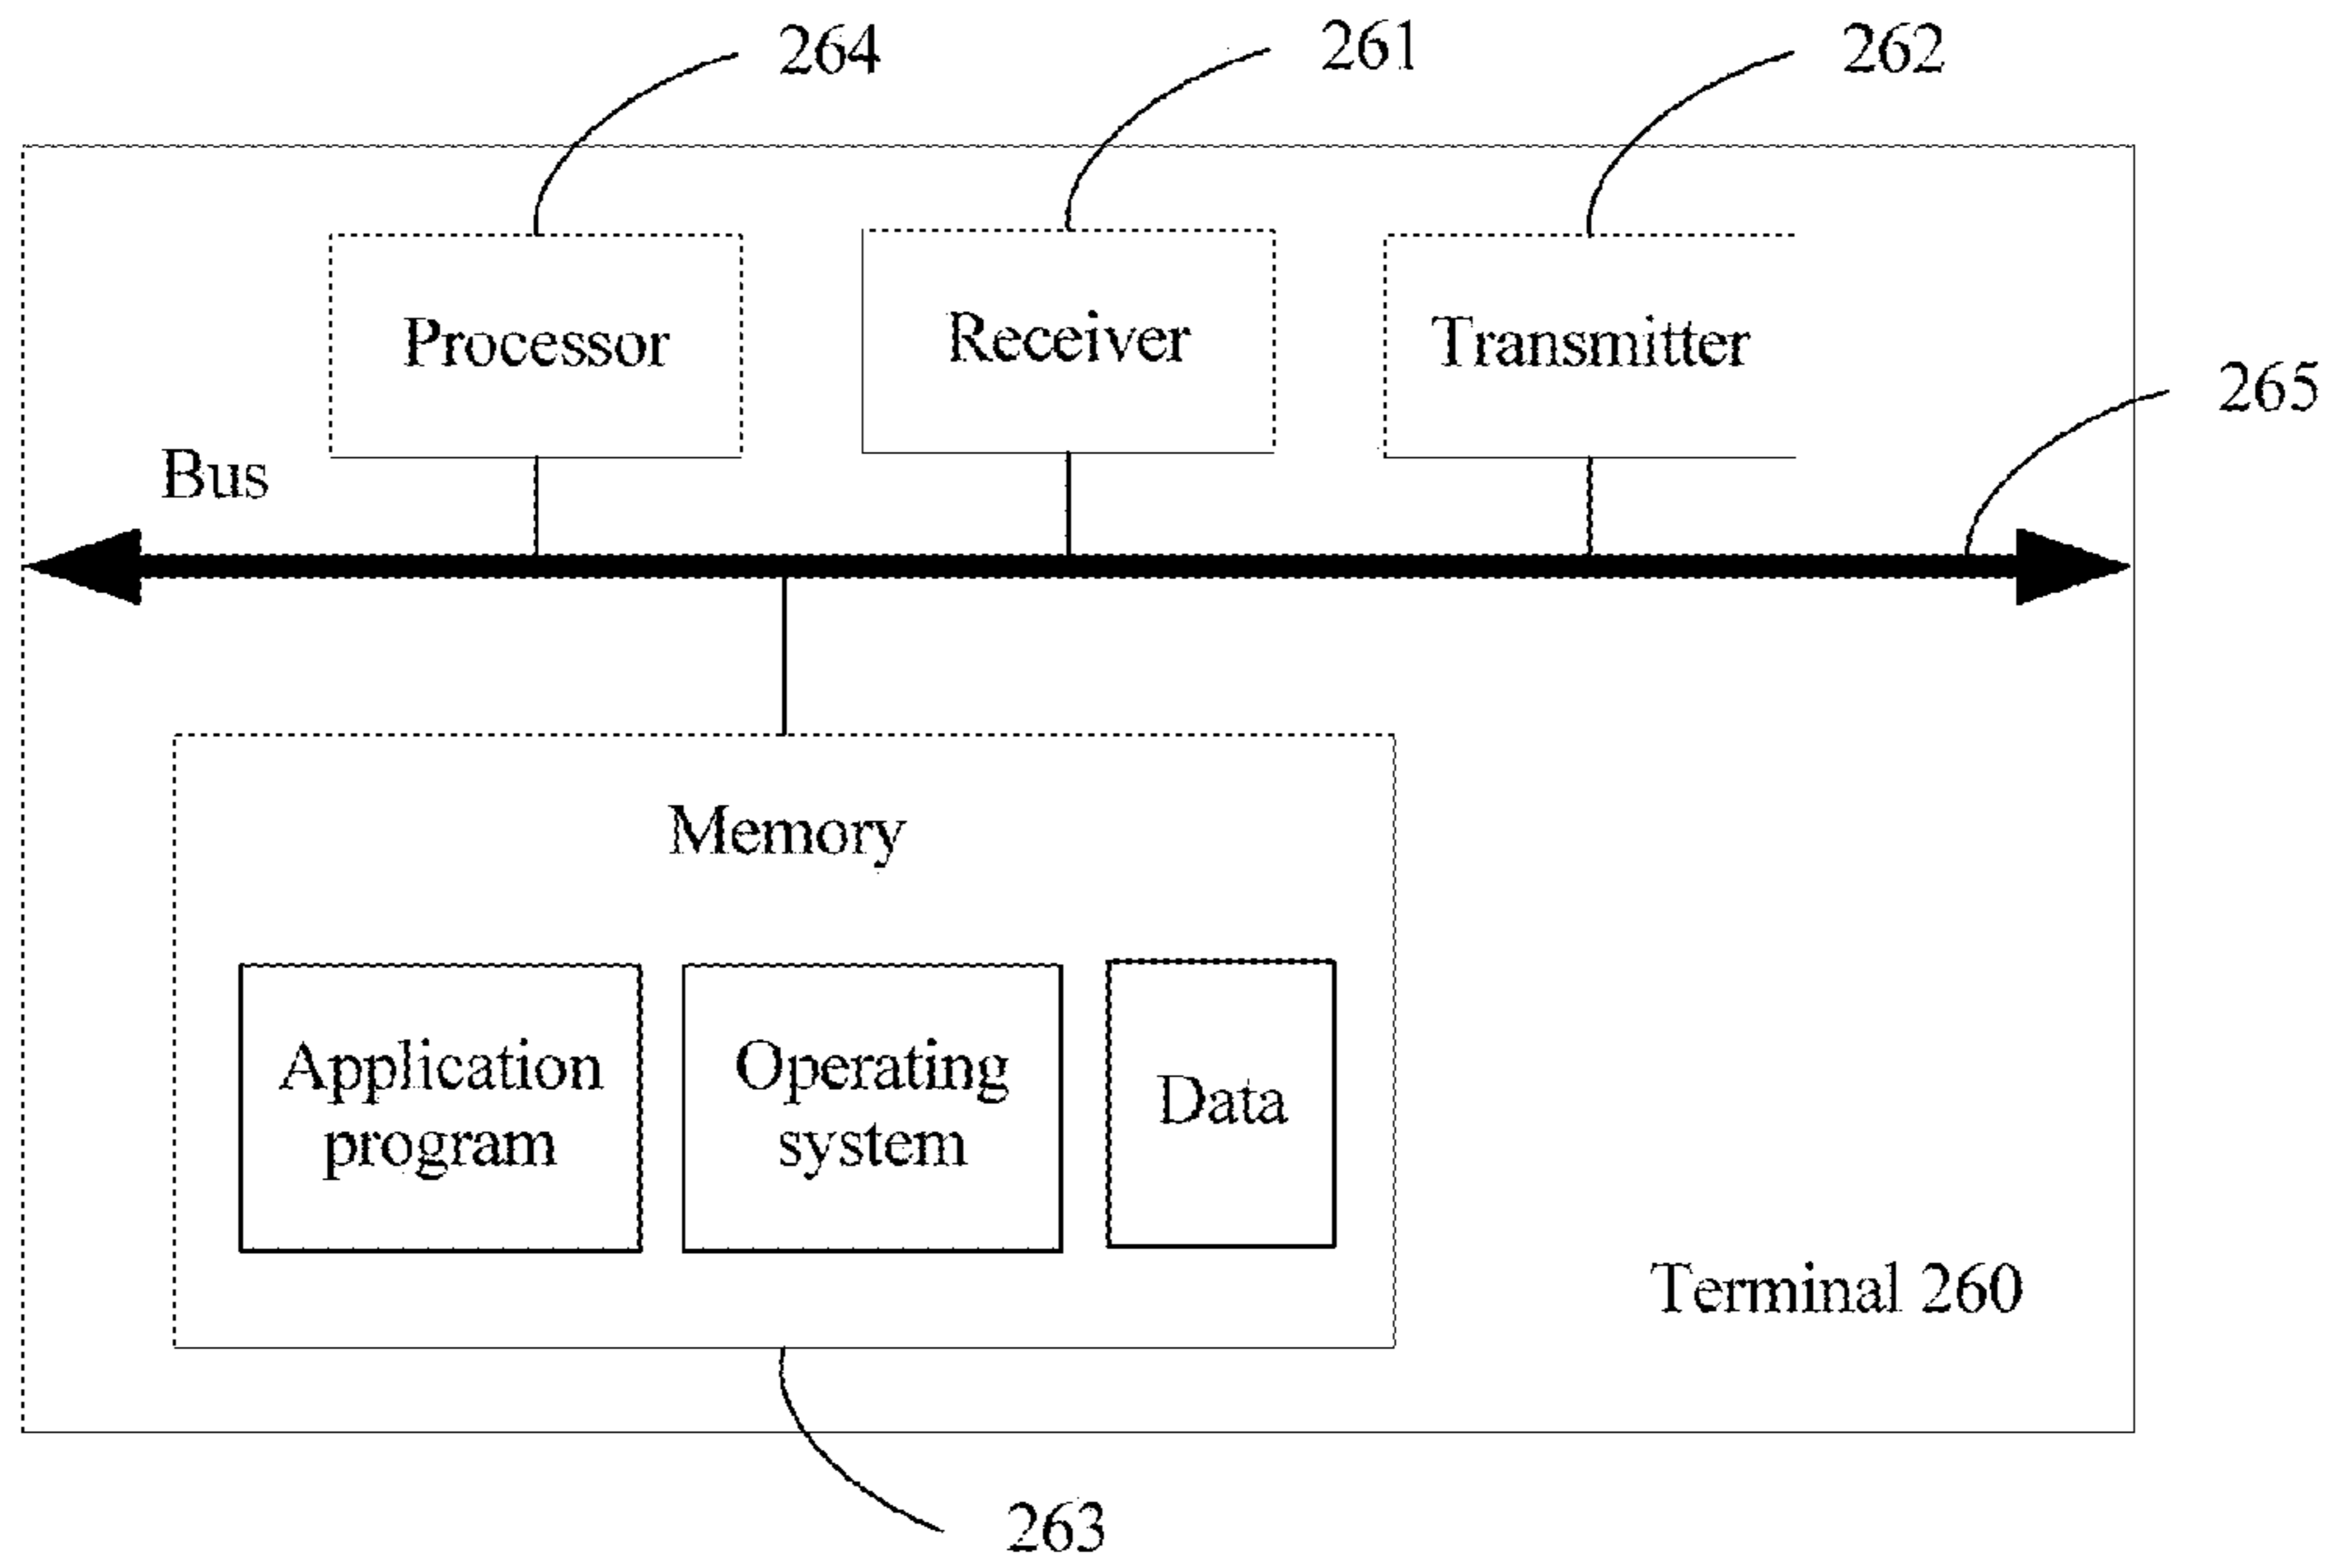 264
261
262
Processor
Receiver
Transmitter
265
Bus
Memory
Application
program
Operating
system
Data
Terminal 260
263